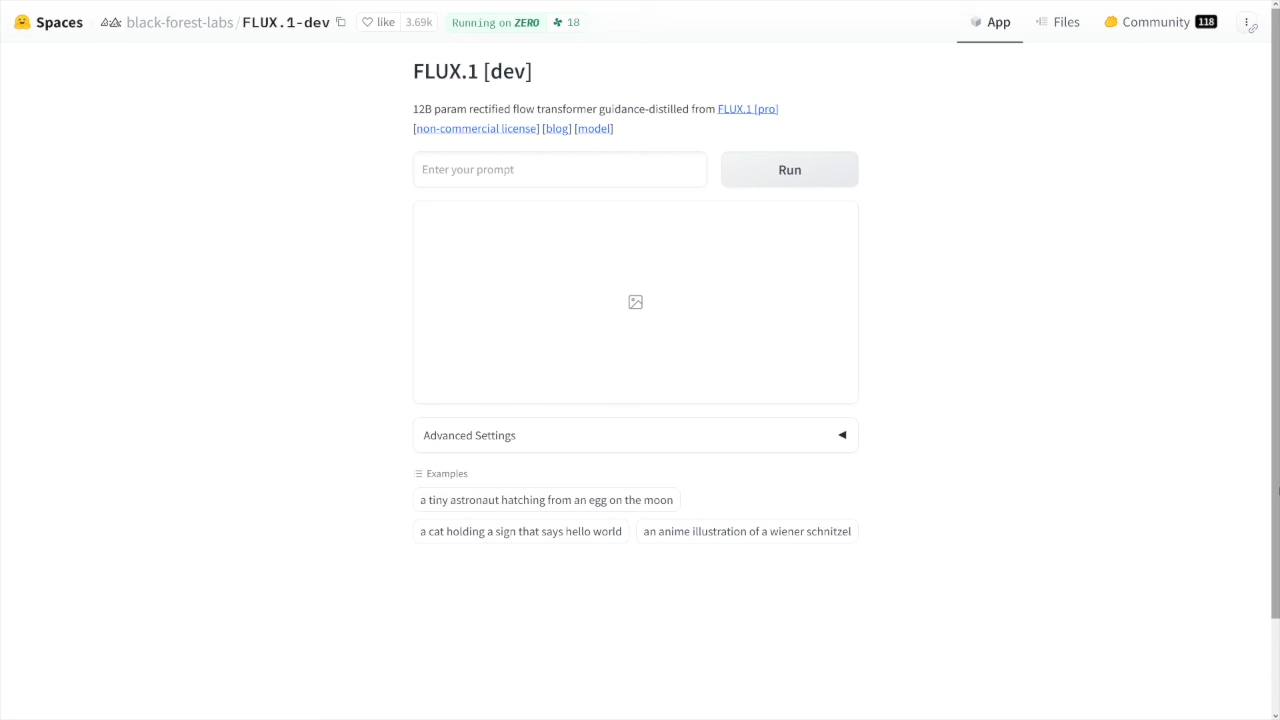 Spaces black-forest-labs/FLUX.1-dev like 3.69k Running on ZERO 18 App Files Community 118
FLUX.1 [dev]
12B param rectified flow transformer guidance-distilled from FLUX.1 [pro]
[non-commercial license] [blog] [model]
Enter your prompt Run
Advanced Settings
Examples
a tiny astronaut hatching from an egg on the moon
a cat holding a sign that says hello world an anime illustration of a wiener schnitzel